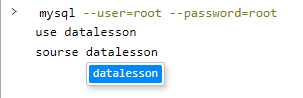 > mysql --user=root --password=root
use datalesson
sourse datalesson
datalesson